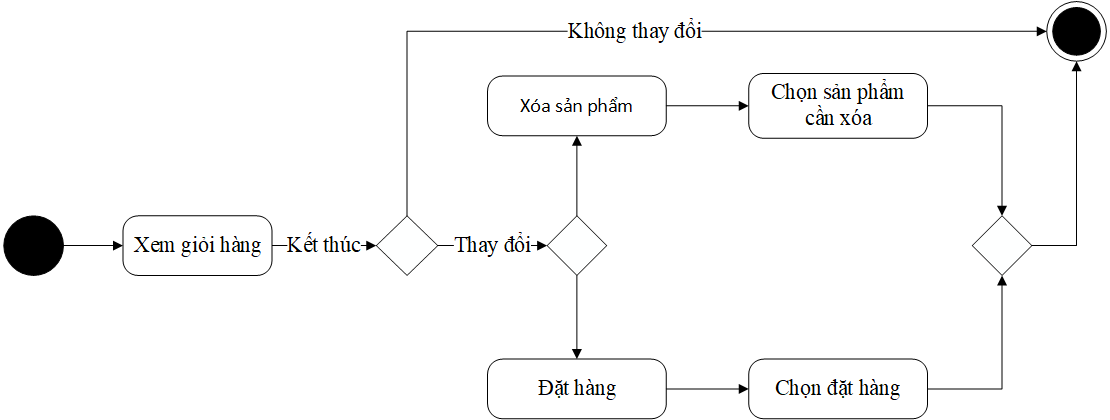 Không thay đổi
Xóa sản phẩm
Chọn sản phẩm
cần xóa
Xem giỏi hàng
Kết thúc
Thay đổi
Đặt hàng
Chọn đặt hàng